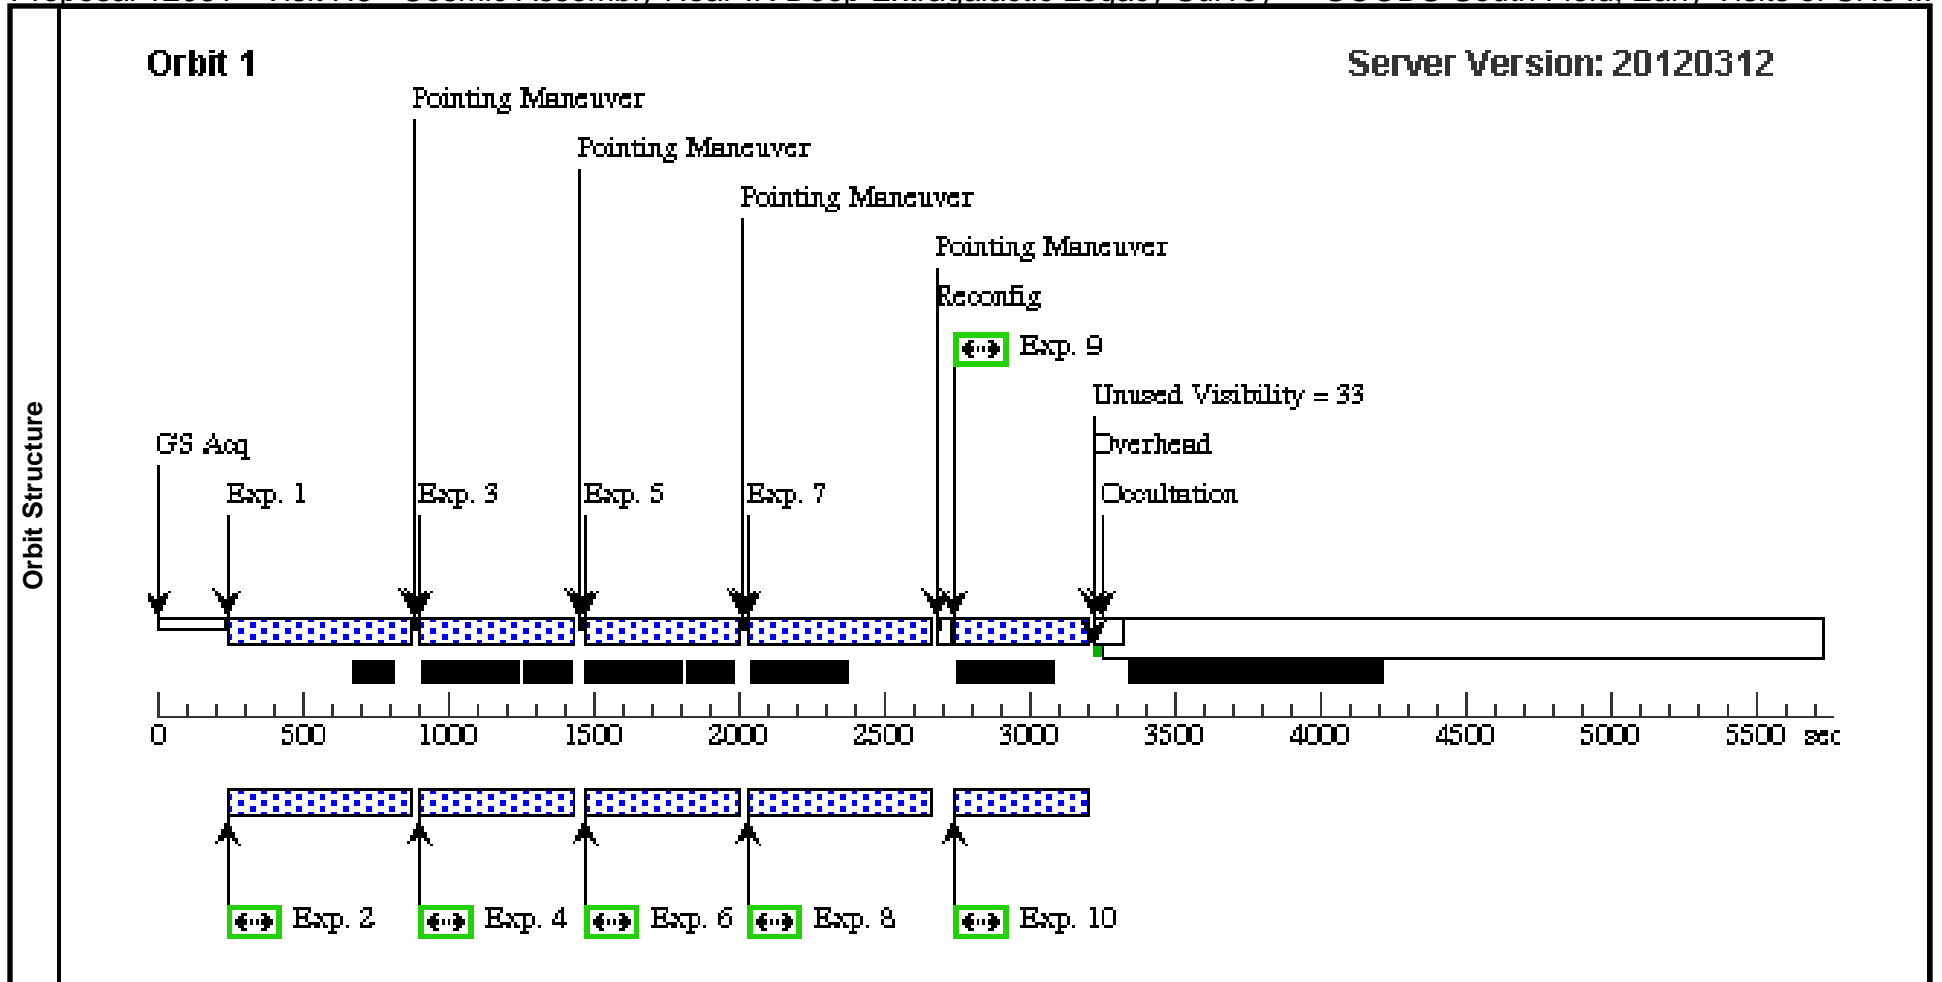 Orbit 1
Server Version: 20120312
Pointing Maneuver
Pointing Maneuver
Pointing Maneuver
Pointing Maneuver
Reconfig
Exp. 9
Unused Visibility = 33
GS Acq
Overhead
Exp. 1
Exp. 3
Exp. 5
Exp. 7
Occultation
Orbit Structure
0 500 1000 1500 2000 2500 3000 3500 4000 4500 5000 5500 sec
Exp. 2
Exp. 4
Exp. 6
Exp. 8
Exp. 10